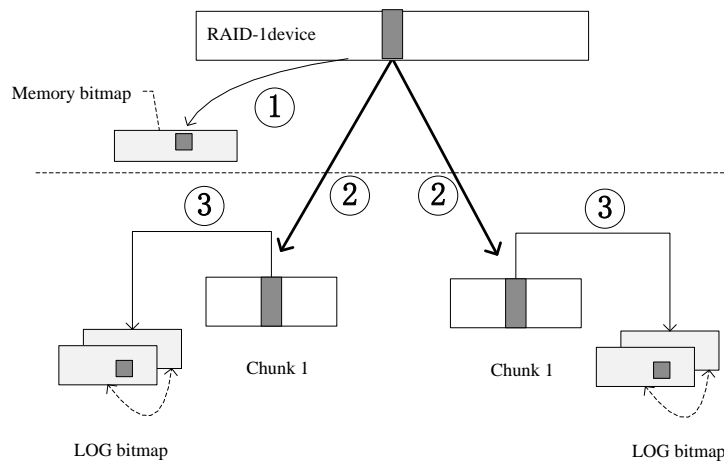 RAID-1device
Memory bitmap
①
② ②
③ ③
Chunk 1 Chunk 1
LOG bitmap LOG bitmap